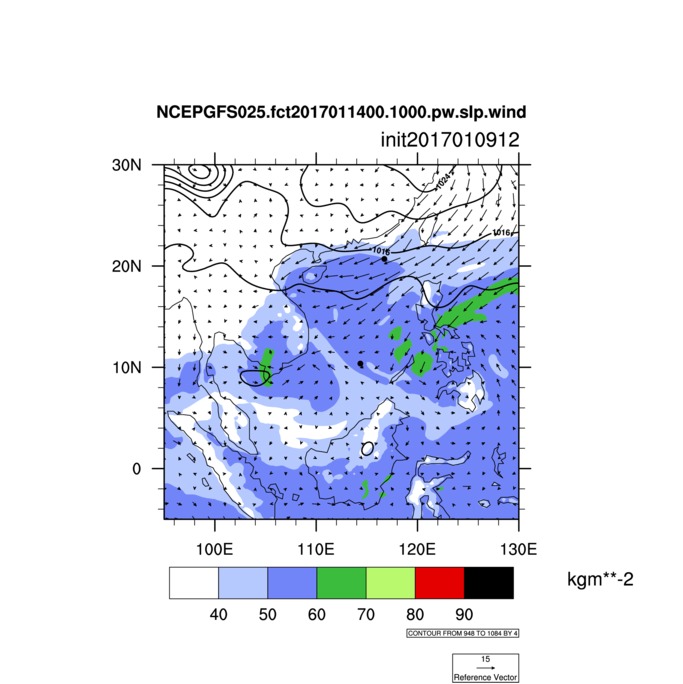 NCEPGFS025.fct2017011400.1000.pw.slp.wind
init2017010912
30N
20N
10N
0
1024
1016
1016
100E
110E
120E
130E
kgm**-2
40
50
60
70
80
90
CONTOUR FROM 948 TO 1084 BY 4
15
Reference Vector